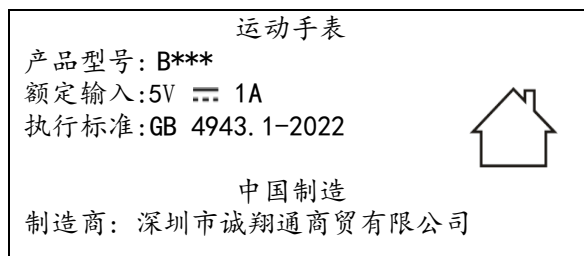 运动手表
产品型号: B***
额定输入:5V ⎓ 1A
执行标准:GB 4943.1-2022
中国制造
制造商: 深圳市诚翔通商贸有限公司